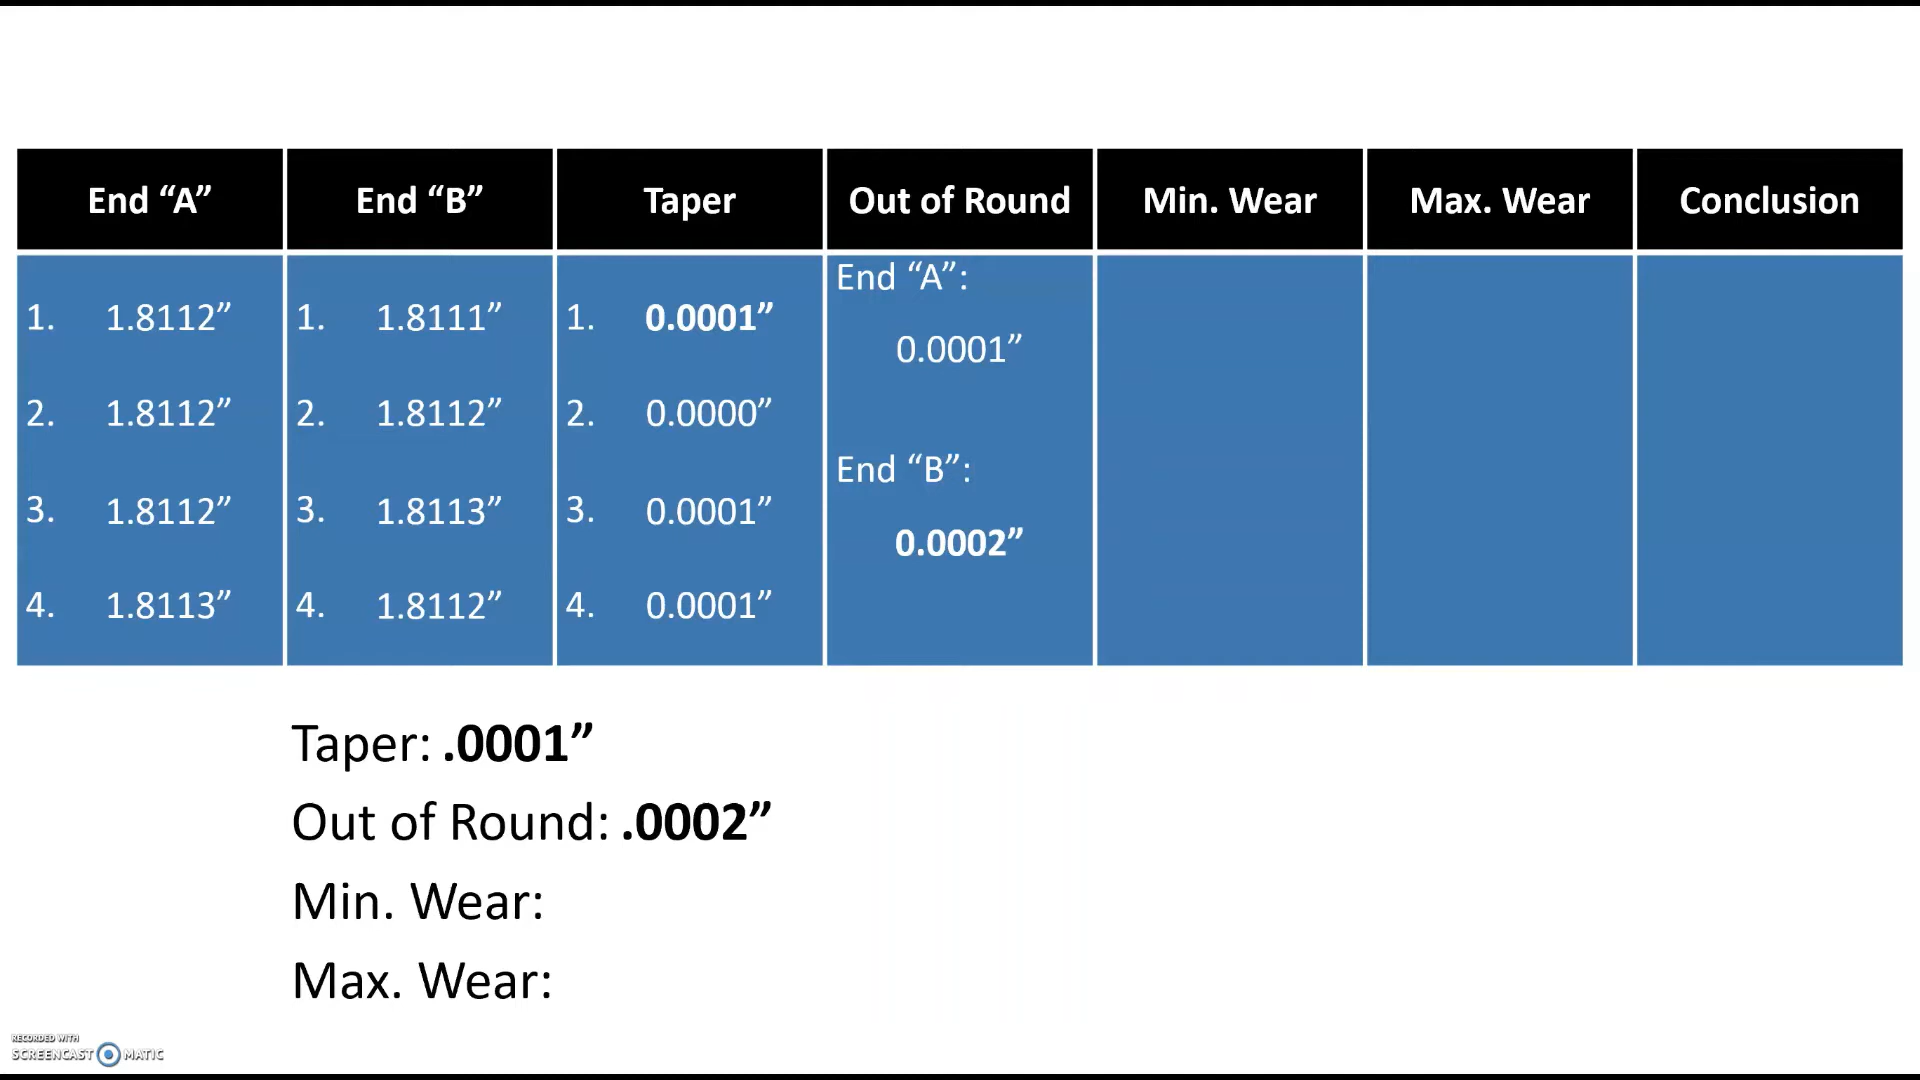 End “A” End “B” Taper Out of Round Min. Wear Max. Wear Conclusion
End “A”:
1. 1.8112” 1. 1.8111” 1. 0.0001”
0.0001”
2. 1.8112” 2. 1.8112” 2. 0.0000”
End “B”:
3. 1.8112” 3. 1.8113” 3. 0.0001”
0.0002”
4. 1.8113” 4. 1.8112” 4. 0.0001”
Taper: .0001”
Out of Round: .0002”
Min. Wear:
Max. Wear:
RECORDED WITH
SCREENCAST MATIC